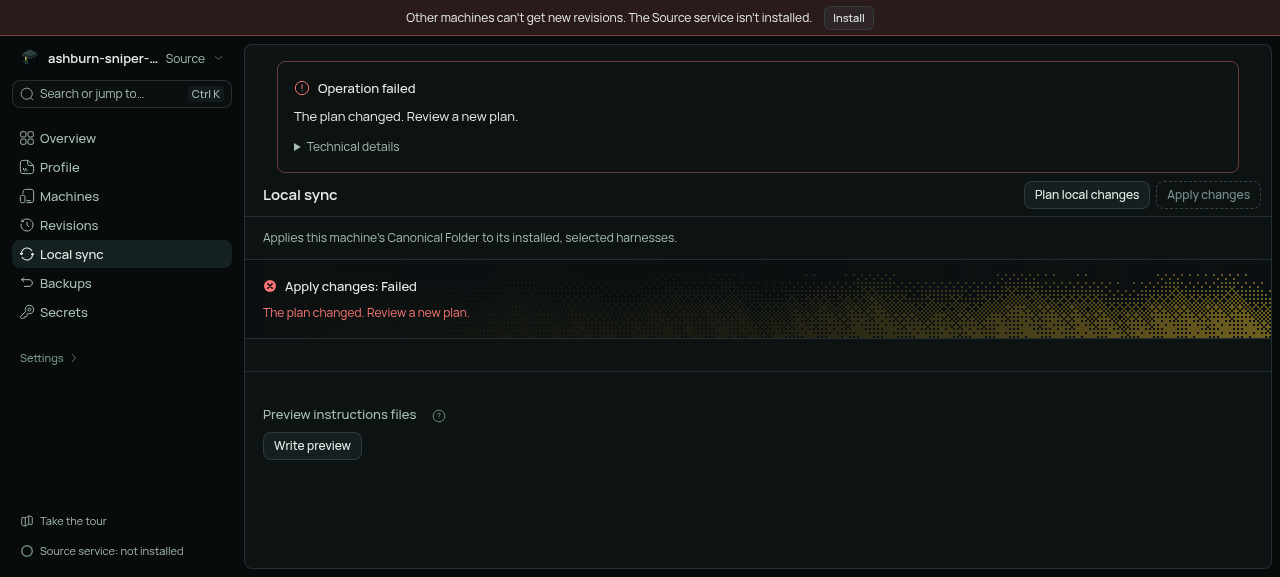 Other machines can't get new revisions. The Source service isn't installed. Install
ashburn-sniper-... Source
Search or jump to... Ctrl K
Overview
Profile
Machines
Revisions
Local sync
Backups
Secrets
Settings
Take the tour
Source service: not installed
Operation failed
The plan changed. Review a new plan.
Technical details
Local sync Plan local changes Apply changes
Applies this machine's Canonical Folder to its installed, selected harnesses.
Apply changes: Failed
The plan changed. Review a new plan.
Preview instructions files ?
Write preview